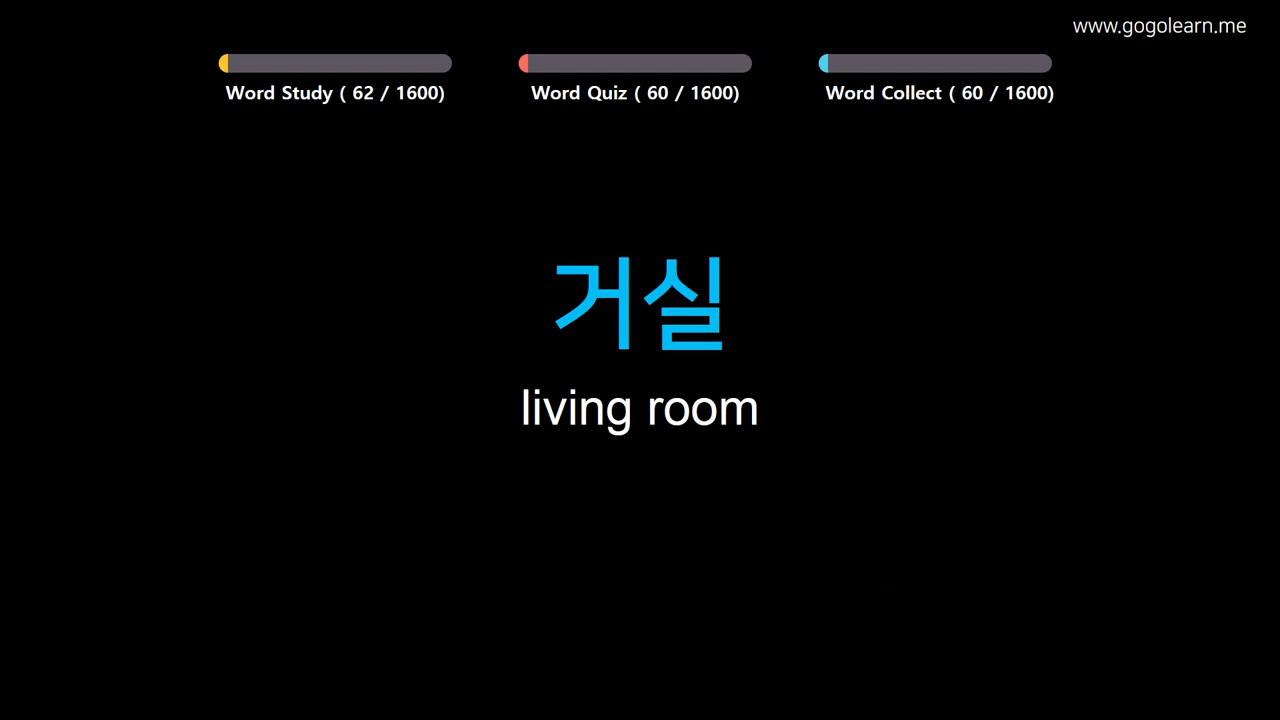 www.gogolearn.me
Word Study ( 62 / 1600)
Word Quiz ( 60 / 1600)
Word Collect ( 60 / 1600)
거실
living room